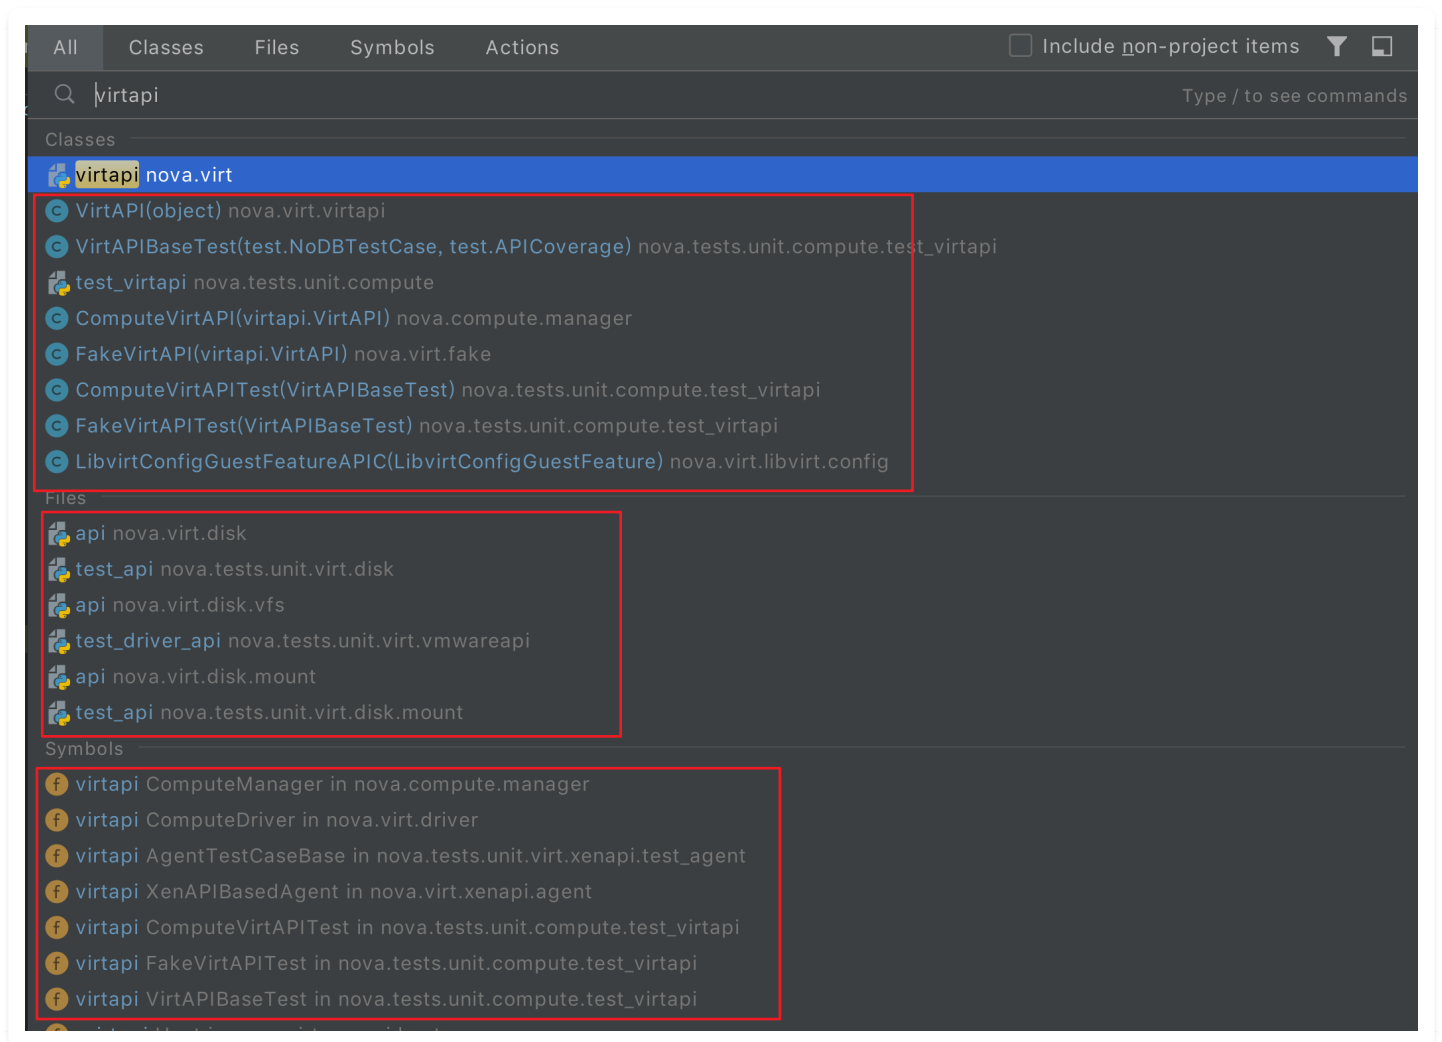 All Classes Files Symbols Actions Include non-project items
virtapi Type / to see commands
Classes
virtapi nova.virt
VirtAPI(object) nova.virt.virtapi
VirtAPIBaseTest(test.NoDBTestCase, test.APICoverage) nova.tests.unit.compute.test_virtapi
test_virtapi nova.tests.unit.compute
ComputeVirtAPI(virtapi.VirtAPI) nova.compute.manager
FakeVirtAPI(virtapi.VirtAPI) nova.virt.fake
ComputeVirtAPITest(VirtAPIBaseTest) nova.tests.unit.compute.test_virtapi
FakeVirtAPITest(VirtAPIBaseTest) nova.tests.unit.compute.test_virtapi
LibvirtConfigGuestFeatureAPIC(LibvirtConfigGuestFeature) nova.virt.libvirt.config
Files
api nova.virt.disk
test_api nova.tests.unit.virt.disk
api nova.virt.disk.vfs
test_driver_api nova.tests.unit.virt.vmwareapi
api nova.virt.disk.mount
test_api nova.tests.unit.virt.disk.mount
Symbols
virtapi ComputeManager in nova.compute.manager
virtapi ComputeDriver in nova.virt.driver
virtapi AgentTestCaseBase in nova.tests.unit.virt.xenapi.test_agent
virtapi XenAPIBasedAgent in nova.virt.xenapi.agent
virtapi ComputeVirtAPITest in nova.tests.unit.compute.test_virtapi
virtapi FakeVirtAPITest in nova.tests.unit.compute.test_virtapi
virtapi VirtAPIBaseTest in nova.tests.unit.compute.test_virtapi